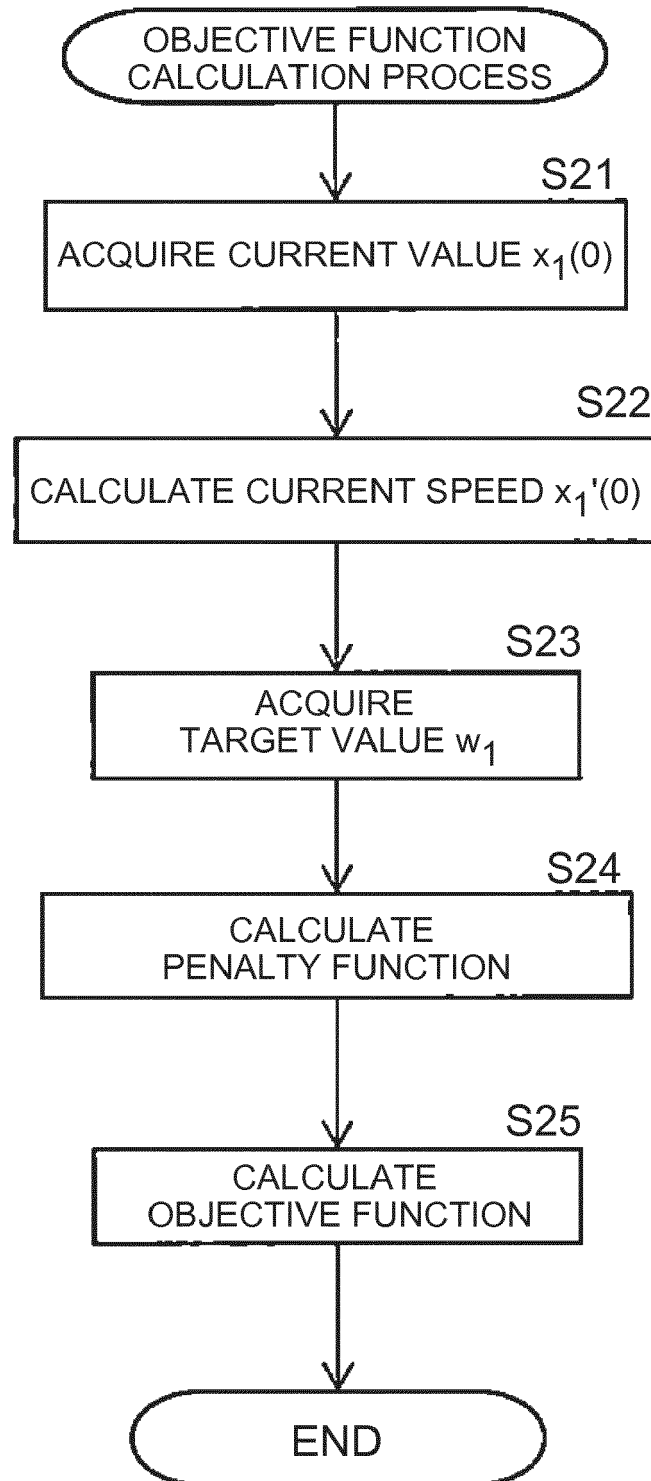 OBJECTIVE FUNCTION
CALCULATION PROCESS
S21
ACQUIRE CURRENT VALUE x₁(0)
S22
CALCULATE CURRENT SPEED x₁'(0)
S23
ACQUIRE
TARGET VALUE w₁
S24
CALCULATE
PENALTY FUNCTION
S25
CALCULATE
OBJECTIVE FUNCTION
END